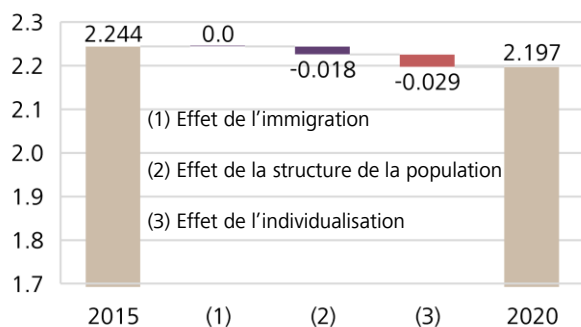 2.3
2.244 0.0 -0.018 -0.029 2.197
2.2
2.1
(1) Effet de l’immigration
2.0
(2) Effet de la structure de la population
1.9
(3) Effet de l’individualisation
1.8
1.7
2015 (1) (2) (3) 2020